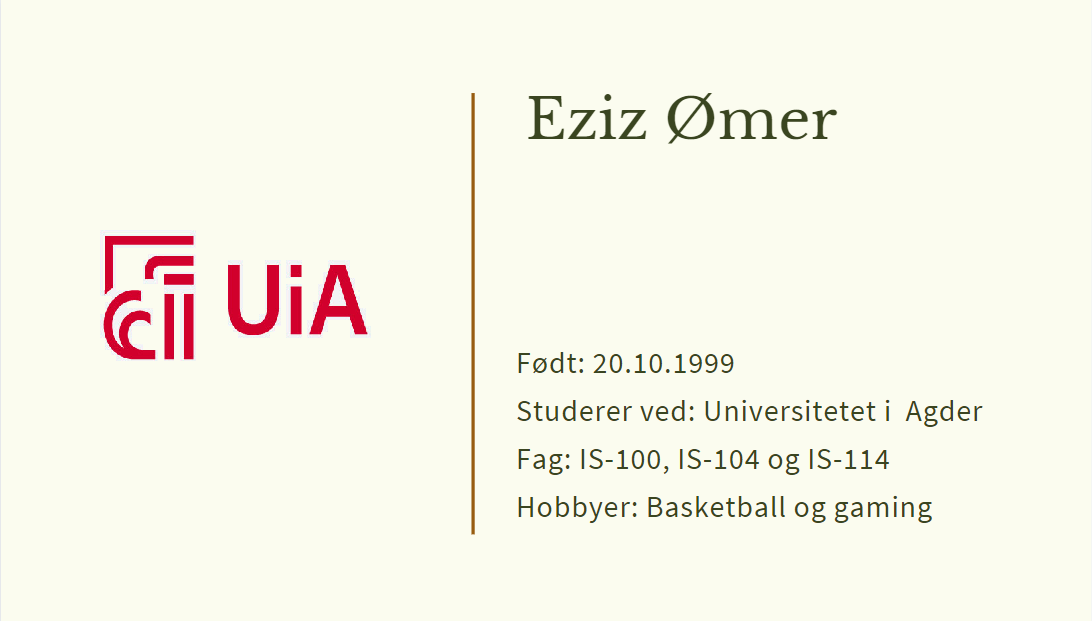 Eziz Ømer
UiA
Født: 20.10.1999
Studerer ved: Universitetet i  Agder
Fag: IS-100, IS-104 og IS-114
Hobbyer: Basketball og gaming